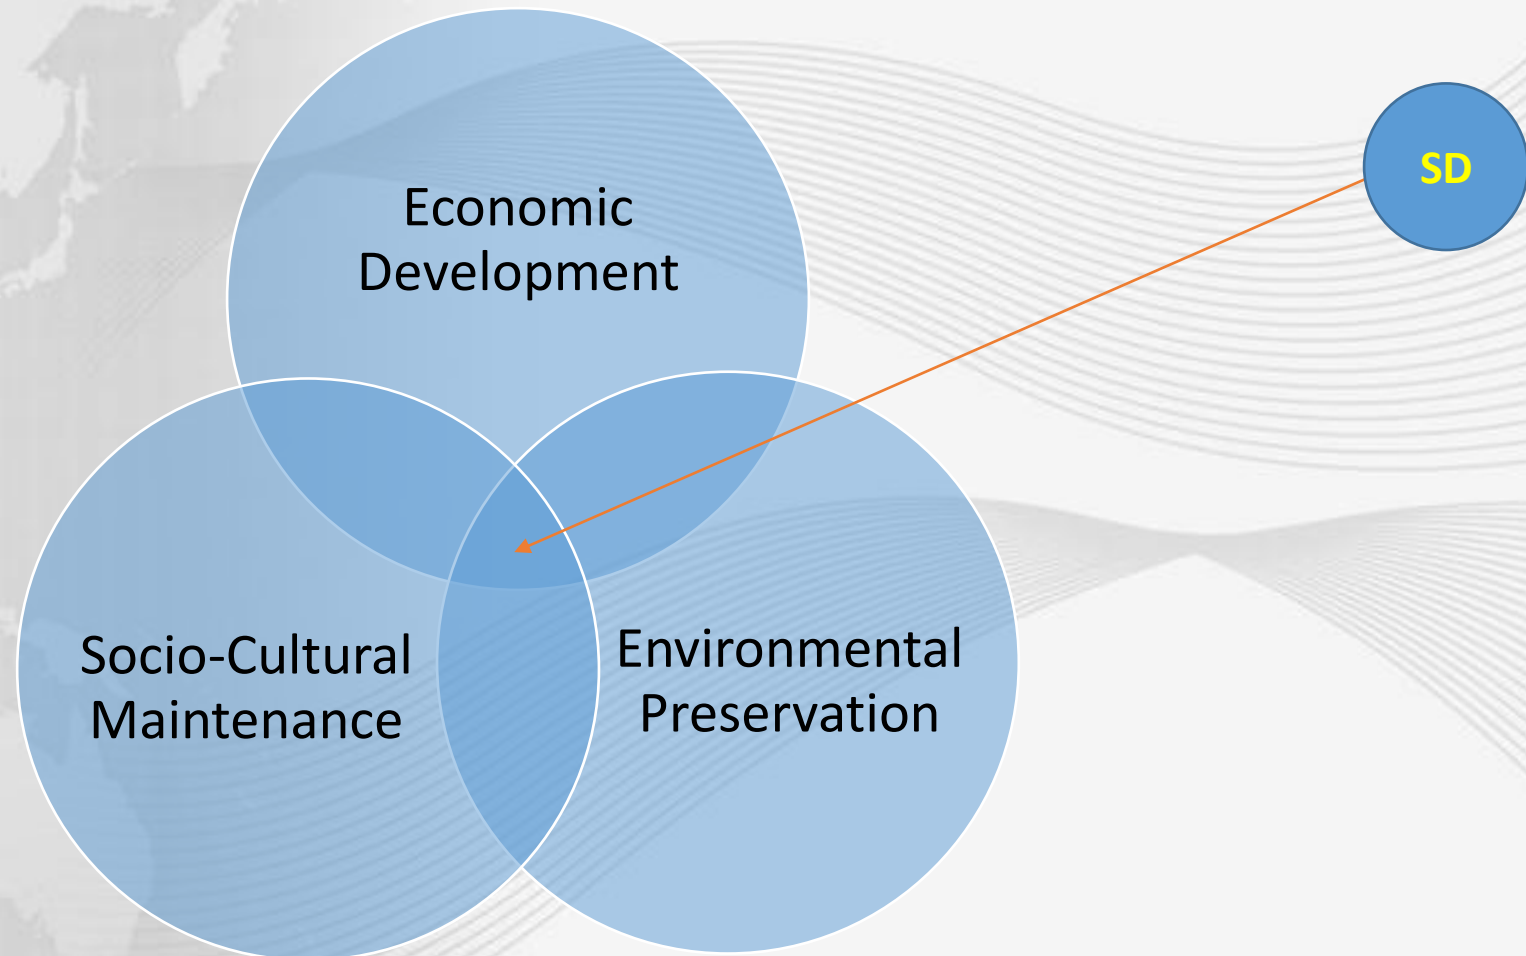 Economic
Development
SD
Socio-Cultural
Maintenance
Environmental
Preservation